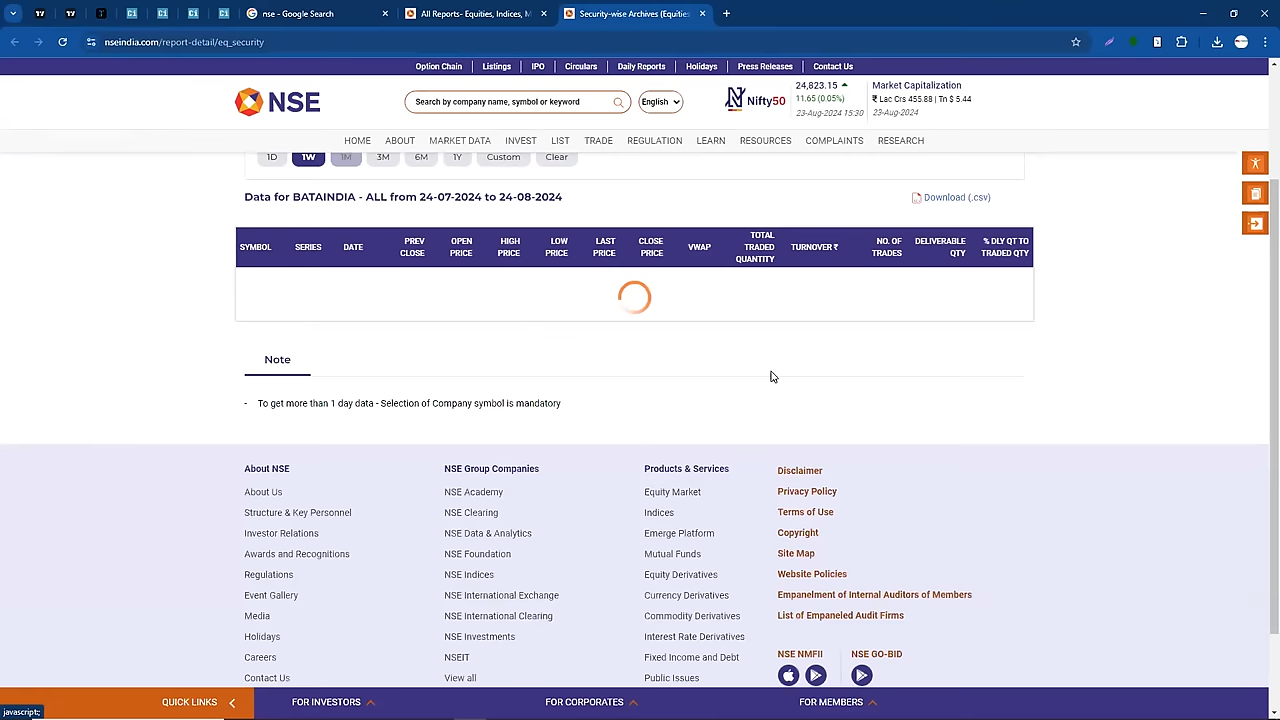 nse - Google Search
All Reports- Equities, Indices, M
Security-wise Archives (Equities
nseindia.com/report-detail/eq_security
Option Chain
Listings
IPO
Circulars
Daily Reports
Holidays
Press Releases
Contact Us
NSE
Search by company name, symbol or keyword
English
Nifty50
24,823.15
11.65 (0.05%)
23-Aug-2024 15:30
Market Capitalization
₹ Lac Crs 455.88 | Tn $ 5.44
23-Aug-2024
HOME ABOUT MARKET DATA INVEST LIST TRADE REGULATION LEARN RESOURCES COMPLAINTS RESEARCH
1D 1W 1M 3M 6M 1Y Custom Clear
Data for BATAINDIA - ALL from 24-07-2024 to 24-08-2024
Download (.csv)
SYMBOL
SERIES
DATE
PREV CLOSE
OPEN PRICE
HIGH PRICE
LOW PRICE
LAST PRICE
CLOSE PRICE
VWAP
TOTAL TRADED QUANTITY
TURNOVER ₹
NO. OF TRADES
DELIVERABLE QTY
% DLY QT TO TRADED QTY
Note
- To get more than 1 day data - Selection of Company symbol is mandatory
About NSE
About Us
Structure & Key Personnel
Investor Relations
Awards and Recognitions
Regulations
Event Gallery
Media
Holidays
Careers
Contact Us
NSE Group Companies
NSE Academy
NSE Clearing
NSE Data & Analytics
NSE Foundation
NSE Indices
NSE International Exchange
NSE International Clearing
NSE Investments
NSEIT
View all
Products & Services
Equity Market
Indices
Emerge Platform
Mutual Funds
Equity Derivatives
Currency Derivatives
Commodity Derivatives
Interest Rate Derivatives
Fixed Income and Debt
Public Issues
Disclaimer
Privacy Policy
Terms of Use
Copyright
Site Map
Website Policies
Empanelment of Internal Auditors of Members
List of Empaneled Audit Firms
NSE NMFII
NSE GO-BID
QUICK LINKS
FOR INVESTORS
FOR CORPORATES
FOR MEMBERS
javascript:;